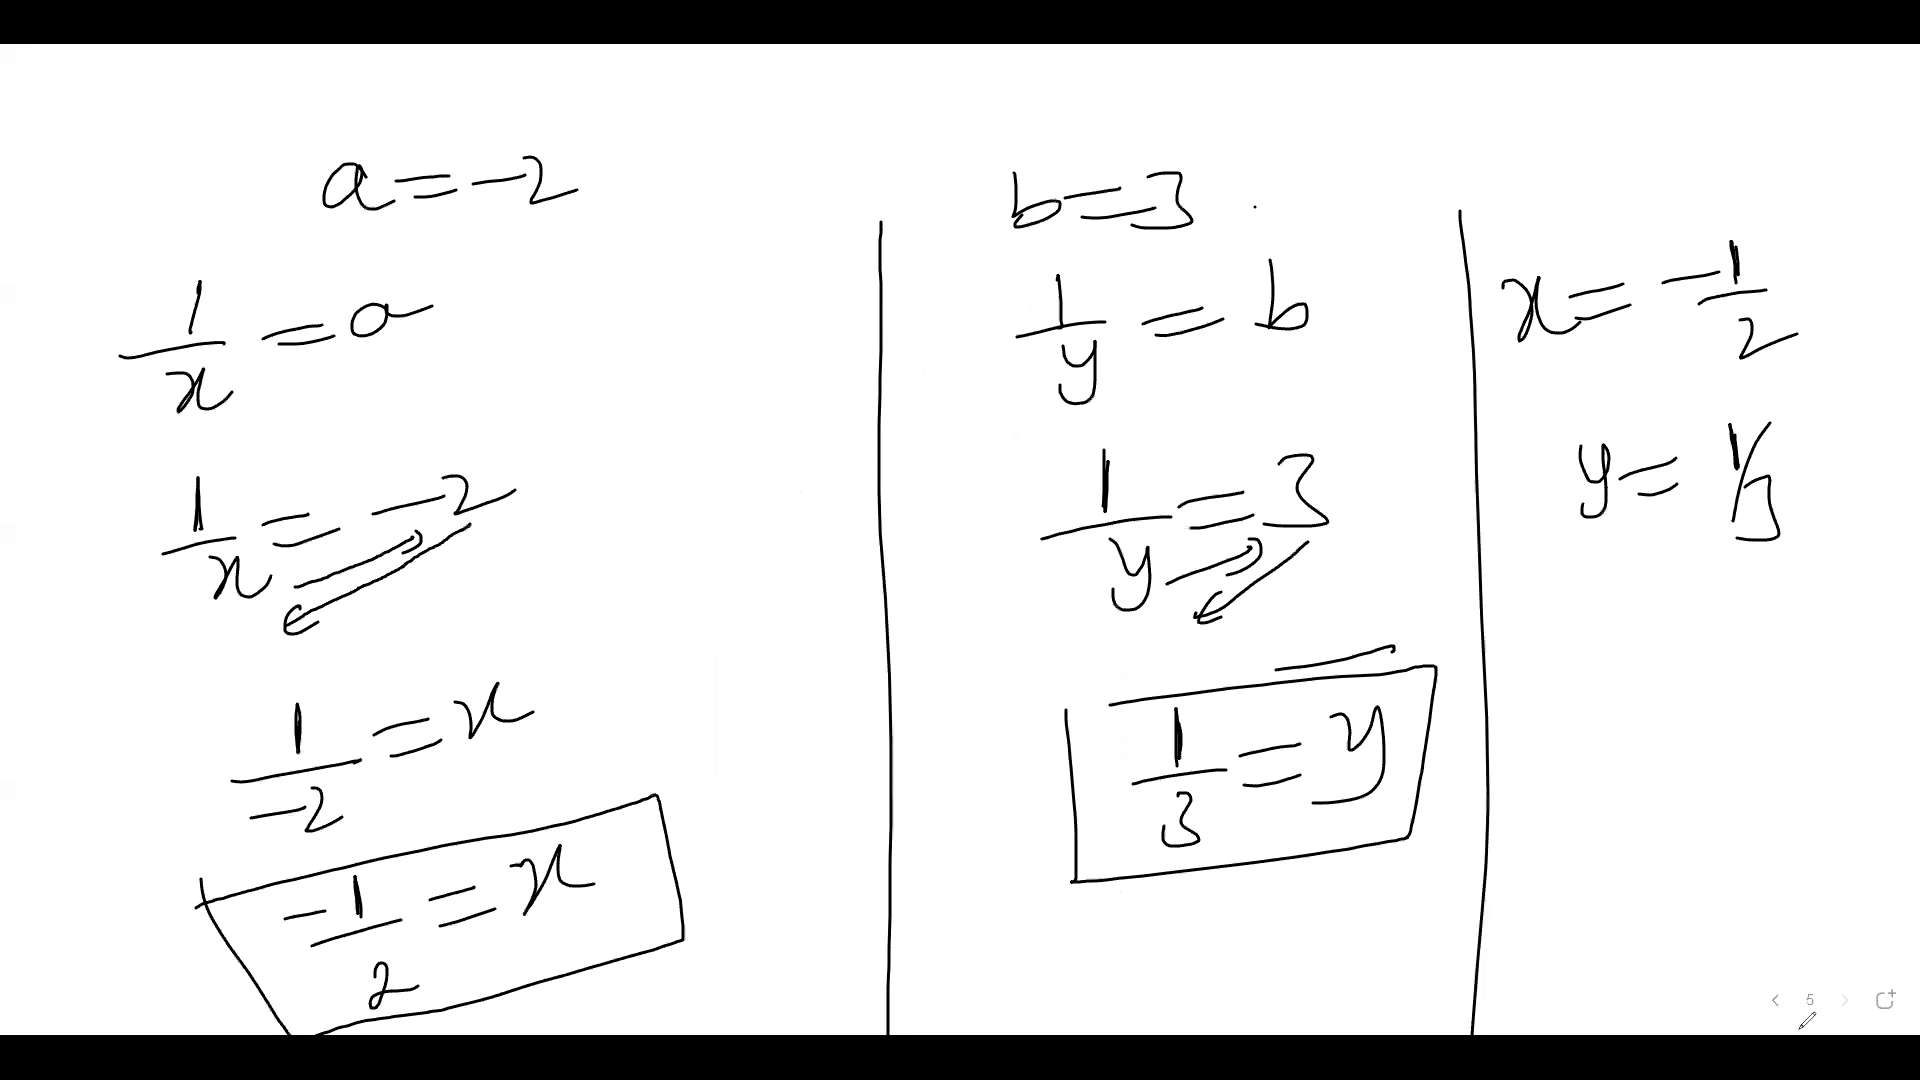 a = -2
1/x = a
1/x = -2
1/-2 = x
-1/2 = x
b = 3
1/y = b
1/y = 3
1/3 = y
x = -1/2
y = 1/3
5